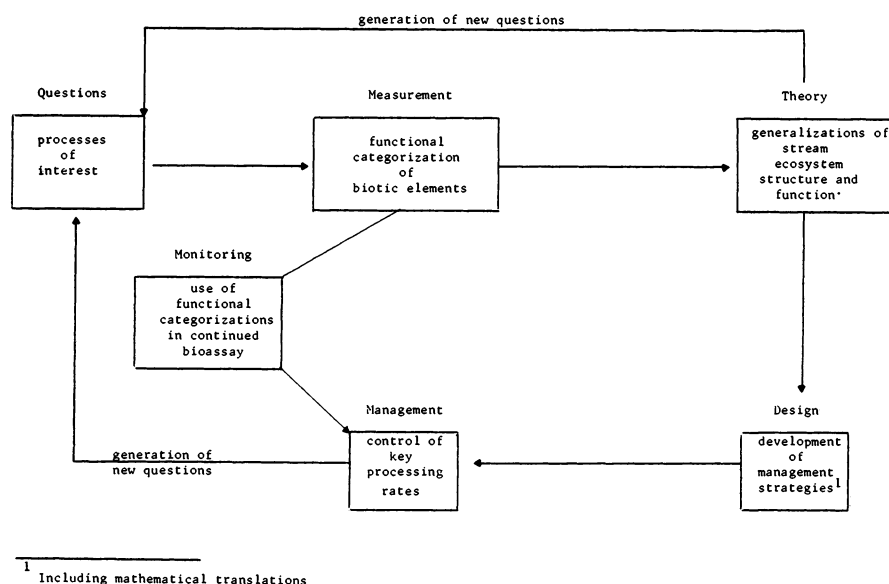 generation of new questions
Questions
processes
of
interest
Measurement
functional
categorization
of
biotic elements
Theory
generalizations of
stream
ecosystem
structure and
function.
Monitoring
use of
functional
categorizations
in continued
bioassay
Management
control of
key
processing
rates
Design
development
of
management
strategies¹
generation of
new questions
1 Including mathematical translations